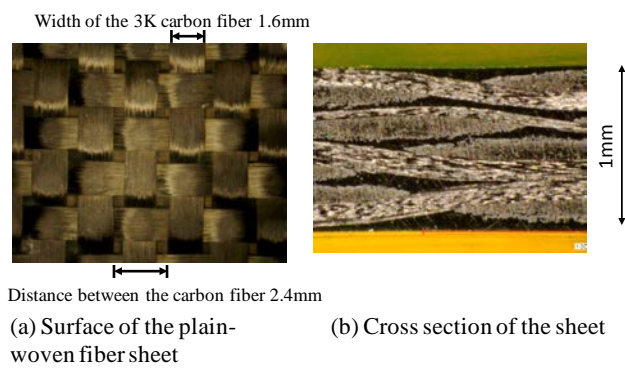 Width of the 3K carbon fiber 1.6mm
1mm
Distance between the carbon fiber 2.4mm
(a) Surface of the plain-
woven fiber sheet
(b) Cross section of the sheet